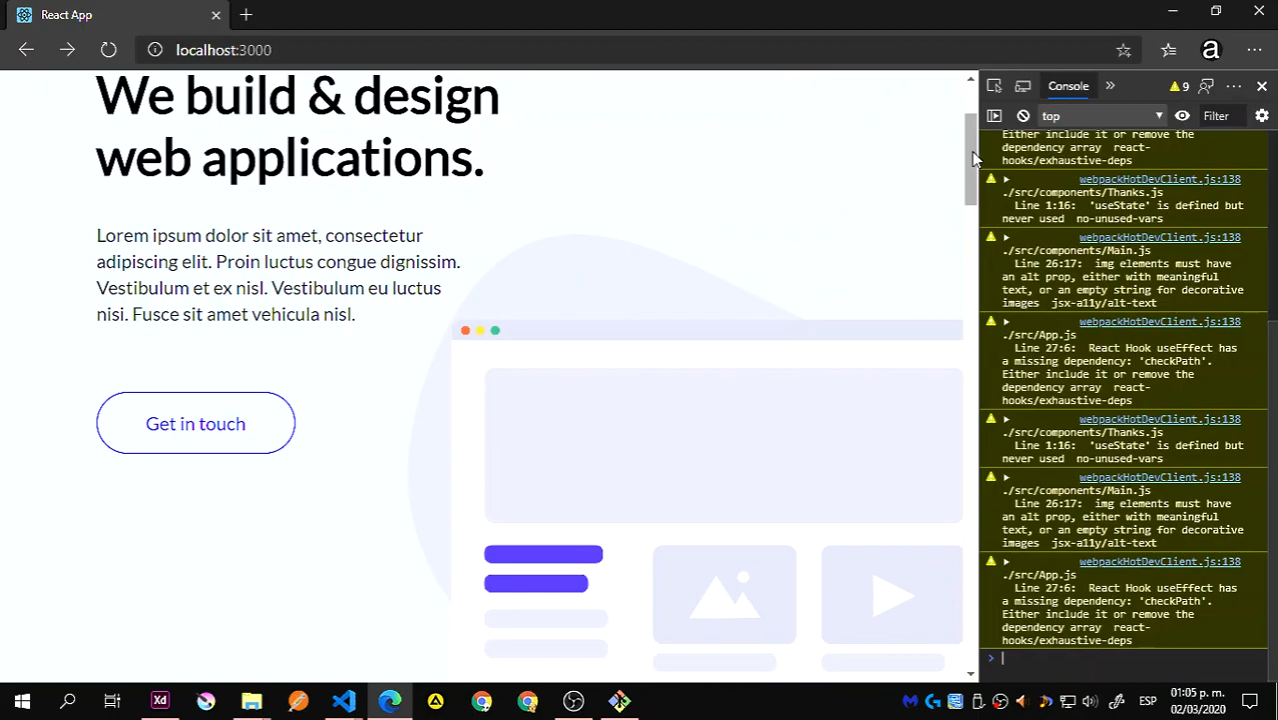 React App
localhost:3000
a
We build & design
web applications.
Lorem ipsum dolor sit amet, consectetur
adipiscing elit. Proin luctus congue dignissim.
Vestibulum et ex nisl. Vestibulum eu luctus
nisi. Fusce sit amet vehicula nisl.
Get in touch
Console
9
top
Filter
Either include it or remove the
dependency array react-
hooks/exhaustive-deps
webpackHotDevClient.js:138
./src/components/Thanks.js
Line 1:16: 'useState' is defined but
never used no-unused-vars
webpackHotDevClient.js:138
./src/components/Main.js
Line 26:17: img elements must have
an alt prop, either with meaningful
text, or an empty string for decorative
images jsx-a11y/alt-text
webpackHotDevClient.js:138
./src/App.js
Line 27:6: React Hook useEffect has
a missing dependency: 'checkPath'.
Either include it or remove the
dependency array react-
hooks/exhaustive-deps
webpackHotDevClient.js:138
./src/components/Thanks.js
Line 1:16: 'useState' is defined but
never used no-unused-vars
webpackHotDevClient.js:138
./src/components/Main.js
Line 26:17: img elements must have
an alt prop, either with meaningful
text, or an empty string for decorative
images jsx-a11y/alt-text
webpackHotDevClient.js:138
./src/App.js
Line 27:6: React Hook useEffect has
a missing dependency: 'checkPath'.
Either include it or remove the
dependency array react-
hooks/exhaustive-deps
Xd
ESP
01:05 p. m.
02/03/2020